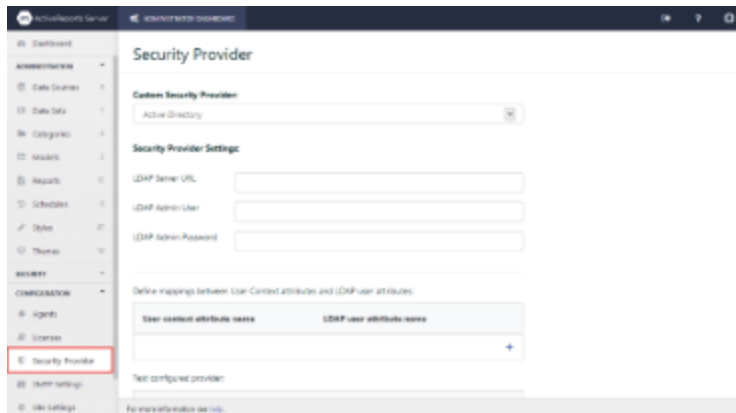 ActiveReports Server
ADMINISTRATOR DASHBOARD
?
Dashboard
Security Provider
ADMINISTRATION
Data Sources
Custom Security Provider:
Active Directory
Data Sets
Categories
Security Provider Settings:
Models
LDAP Server URL
Reports
LDAP Admin User
Schedules
LDAP Admin Password
Styles
Themes
SECURITY
CONFIGURATION
Define mappings between User Context attributes and LDAP user attributes:
Agents
User context attribute name LDAP user attribute name
Licenses
+
Security Provider
Test configured provider:
SMTP Settings
Site Settings
For more information see help.